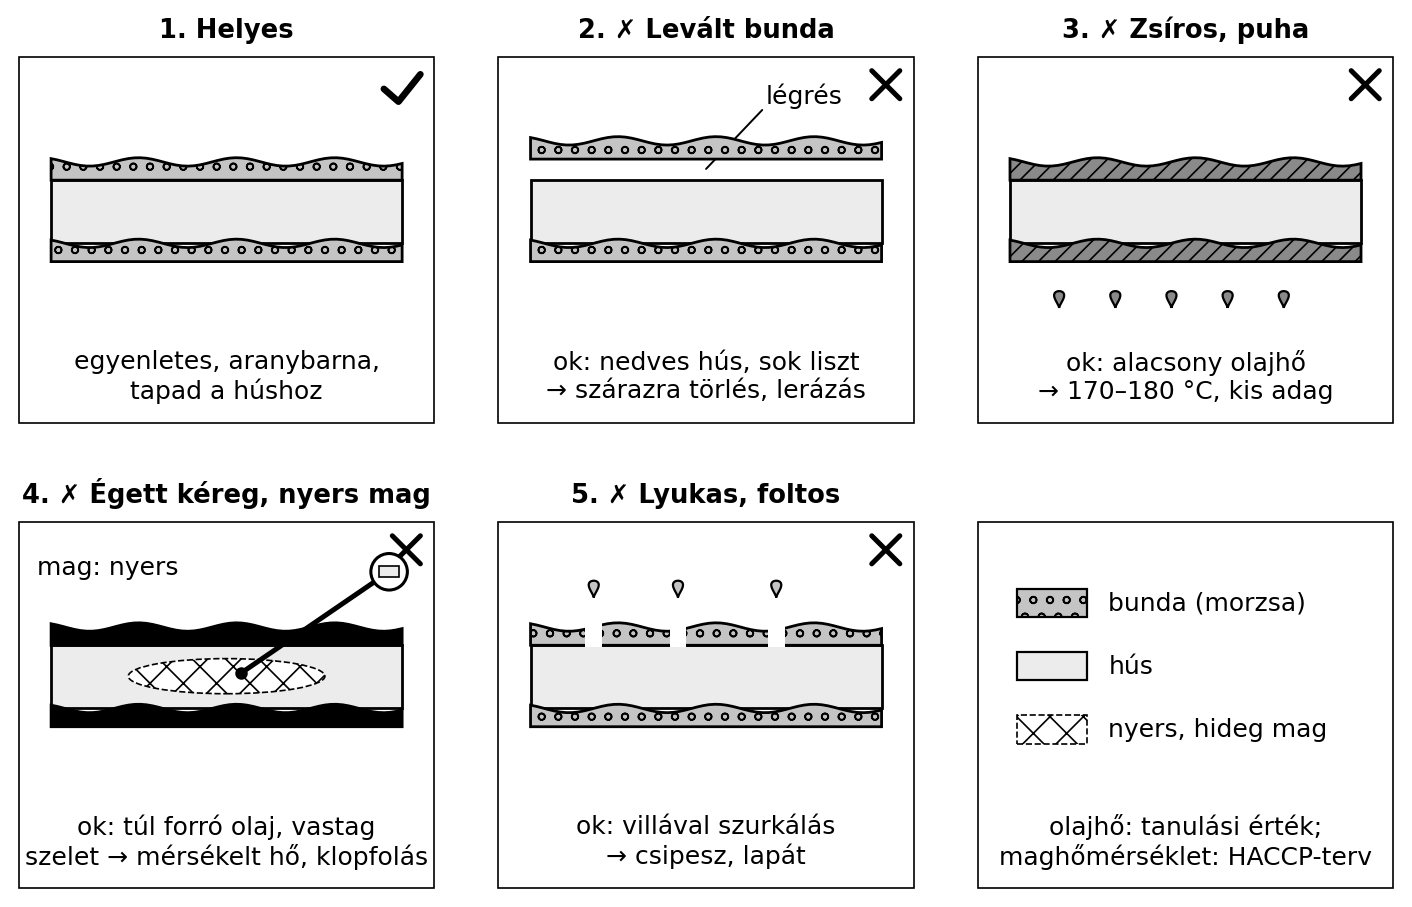 1. Helyes
egyenletes, aranybarna,
tapad a húshoz
2. ✗ Levált bunda
légrés
ok: nedves hús, sok liszt
→ szárazra törlés, lerázás
3. ✗ Zsíros, puha
ok: alacsony olajhő
→ 170–180 °C, kis adag
4. ✗ Égett kéreg, nyers mag
mag: nyers
ok: túl forró olaj, vastag
szelet → mérsékelt hő, klopfolás
5. ✗ Lyukas, foltos
ok: villával szurkálás
→ csipesz, lapát
bunda (morzsa)
hús
nyers, hideg mag
olajhő: tanulási érték;
maghőmérséklet: HACCP-terv